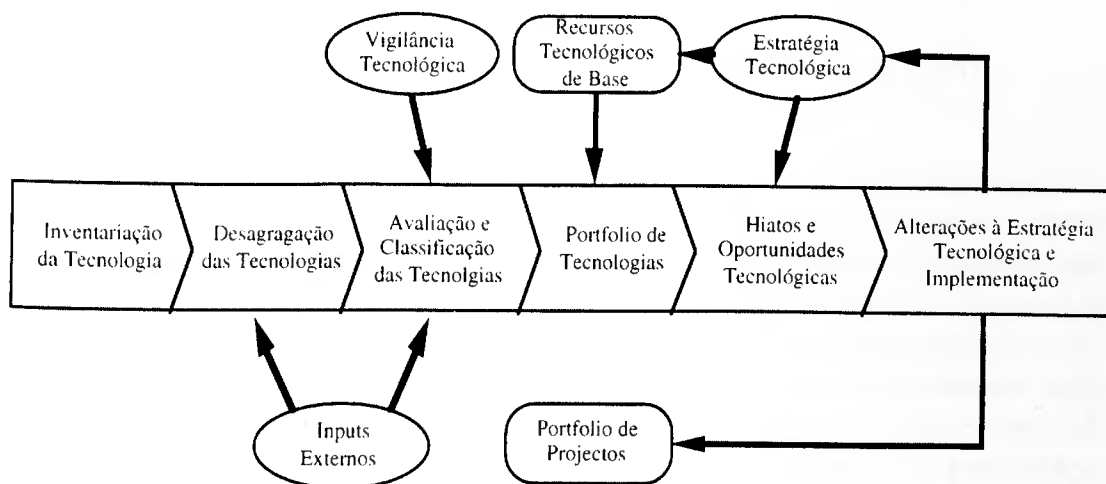 Vigilância
Tecnológica
Recursos
Tecnológicos
de Base
Estratégia
Tecnológica
Inventariação
da Tecnologia
Desagragação
das Tecnologias
Avaliação e
Classificação
das Tecnolgias
Portfolio de
Tecnologias
Hiatos e
Oportunidades
Tecnológicas
Alterações à Estratégia
Tecnológica e
Implementação
Inputs
Externos
Portfolio de
Projectos